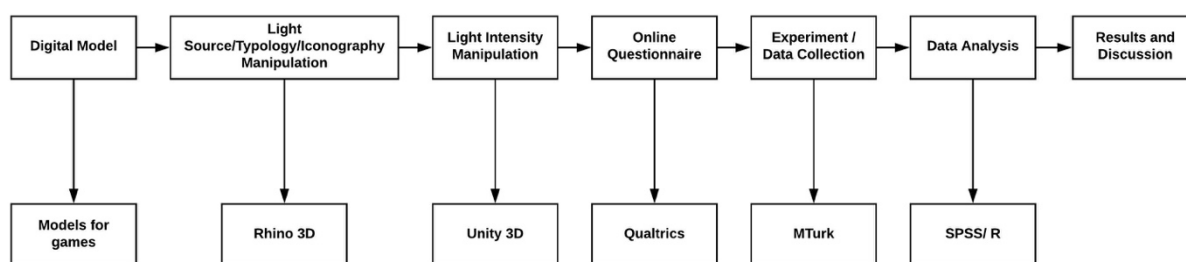 Digital Model
Light
Source/Typology/Iconography
Manipulation
Light Intensity
Manipulation
Online
Questionnaire
Experiment /
Data Collection
Data Analysis
Results and
Discussion
Models for
games
Rhino 3D
Unity 3D
Qualtrics
MTurk
SPSS/ R